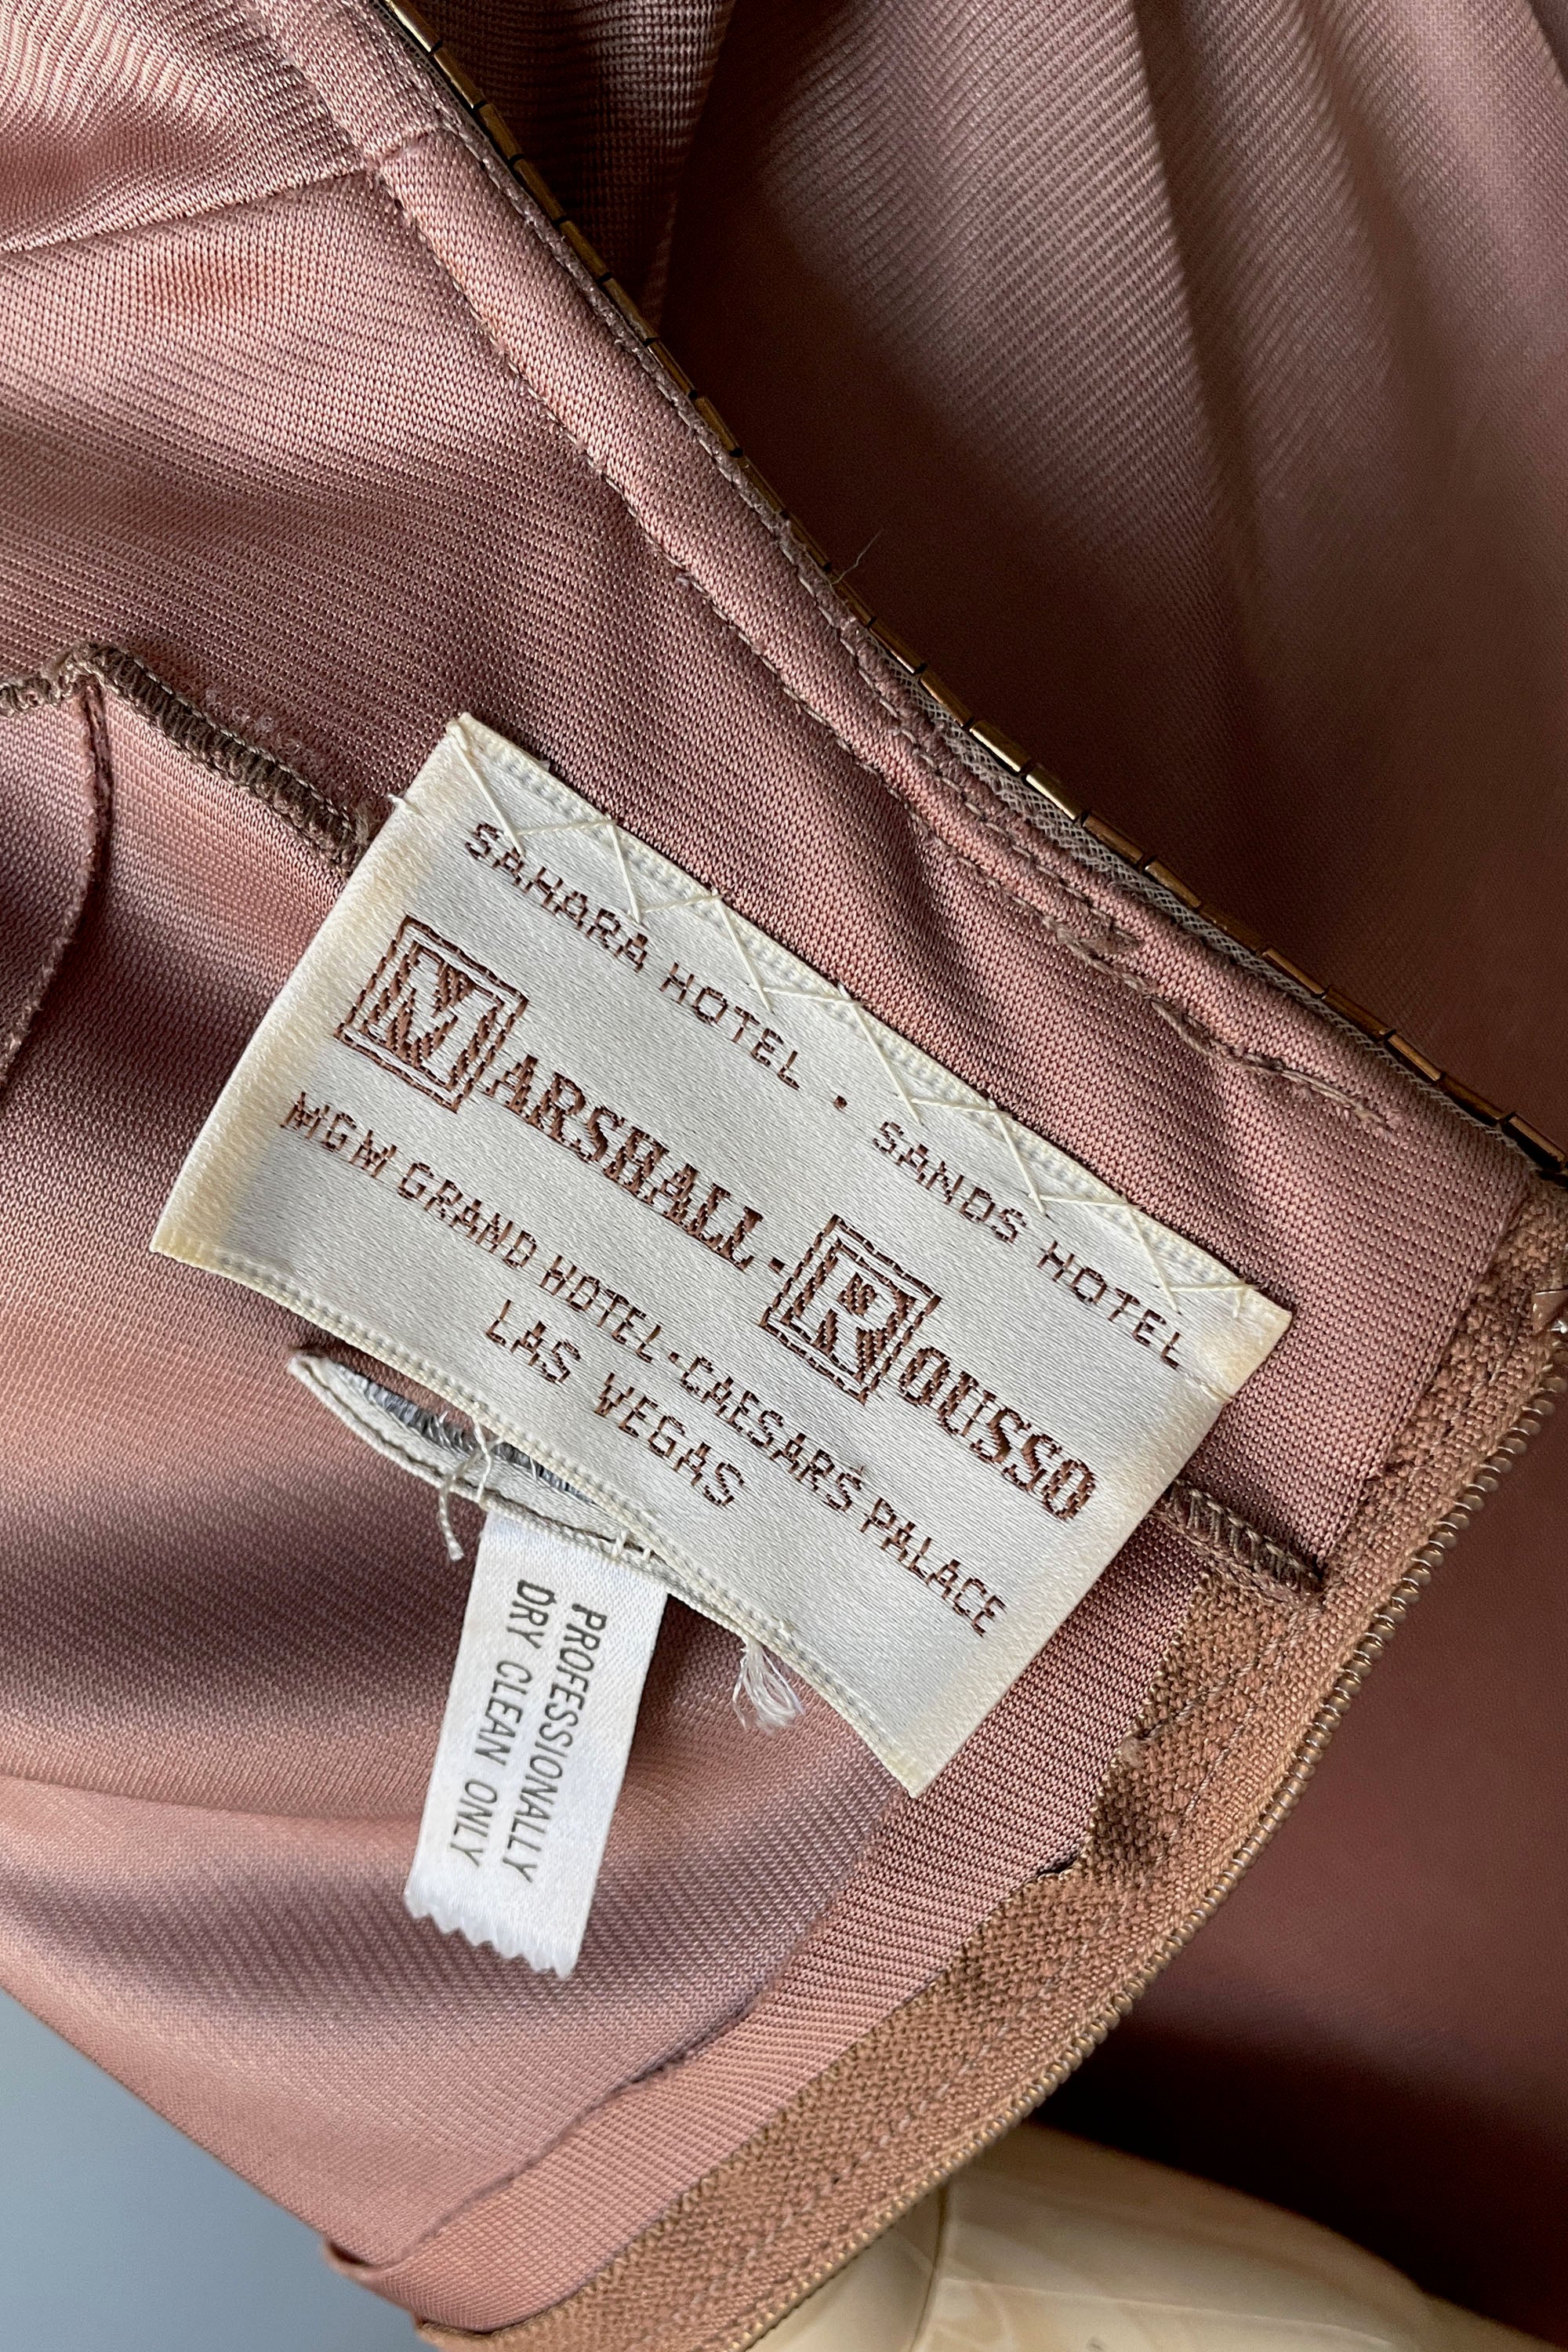 SAHARA HOTEL . SANDS HOTEL
MARSHALL-ROUSSO
MGM GRAND HOTEL-CAESARS PALACE
LAS VEGAS
PROFESSIONALLY
DRY CLEAN ONLY